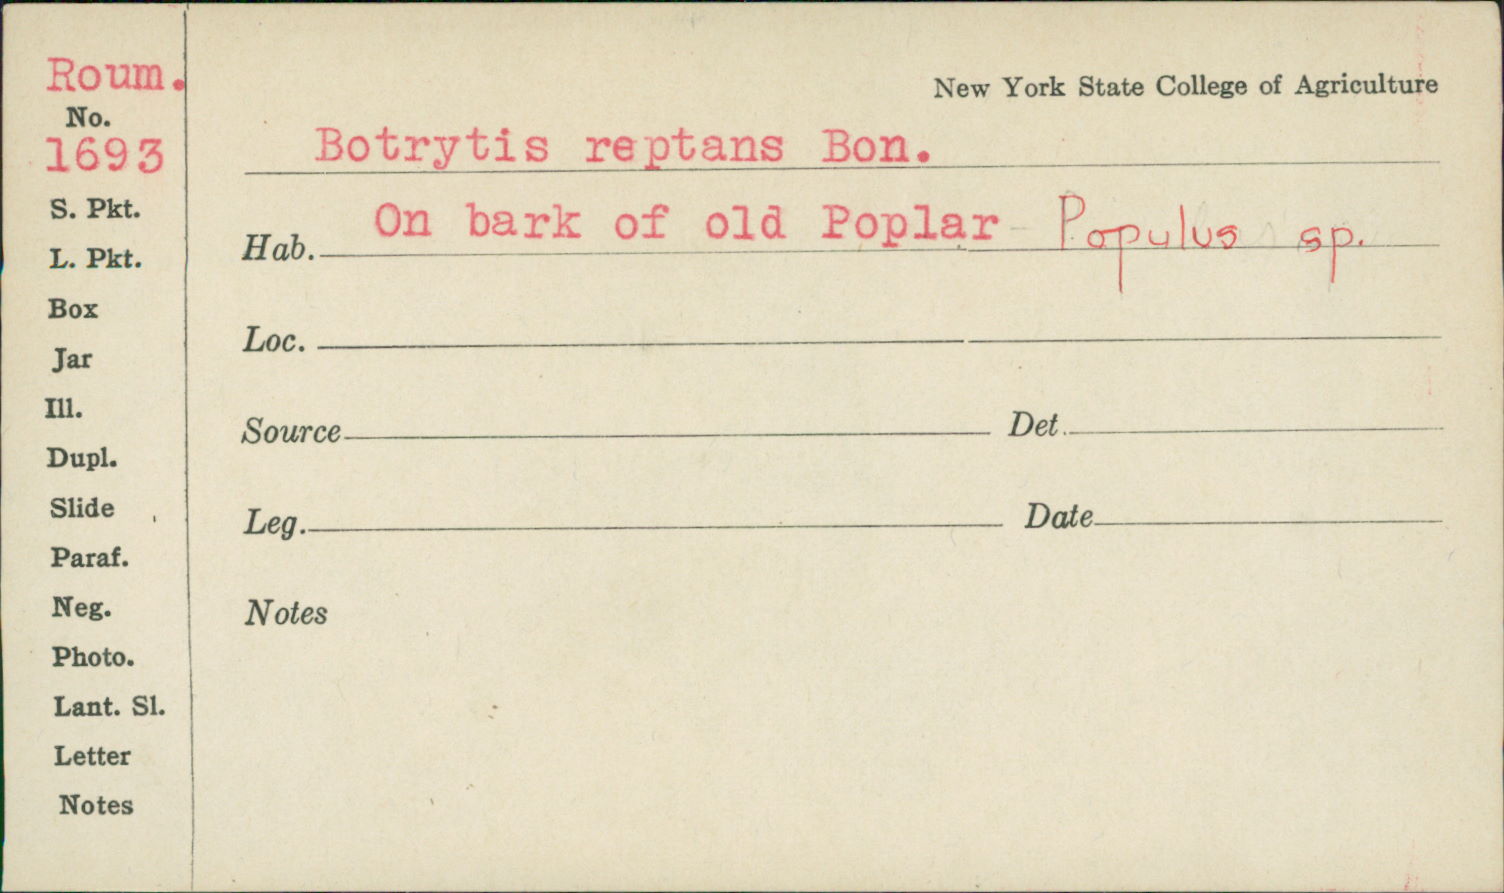 Roum.
No.
1693
S. Pkt.
L. Pkt.
Box
Jar
Ill.
Dupl.
Slide
Paraf.
Neg.
Photo.
Lant. Sl.
Letter
Notes
New York State College of Agriculture
Botrytis reptans Bon.
Hab. On bark of old Poplar Populus sp.
Loc.
Source Det.
Leg. Date
Notes